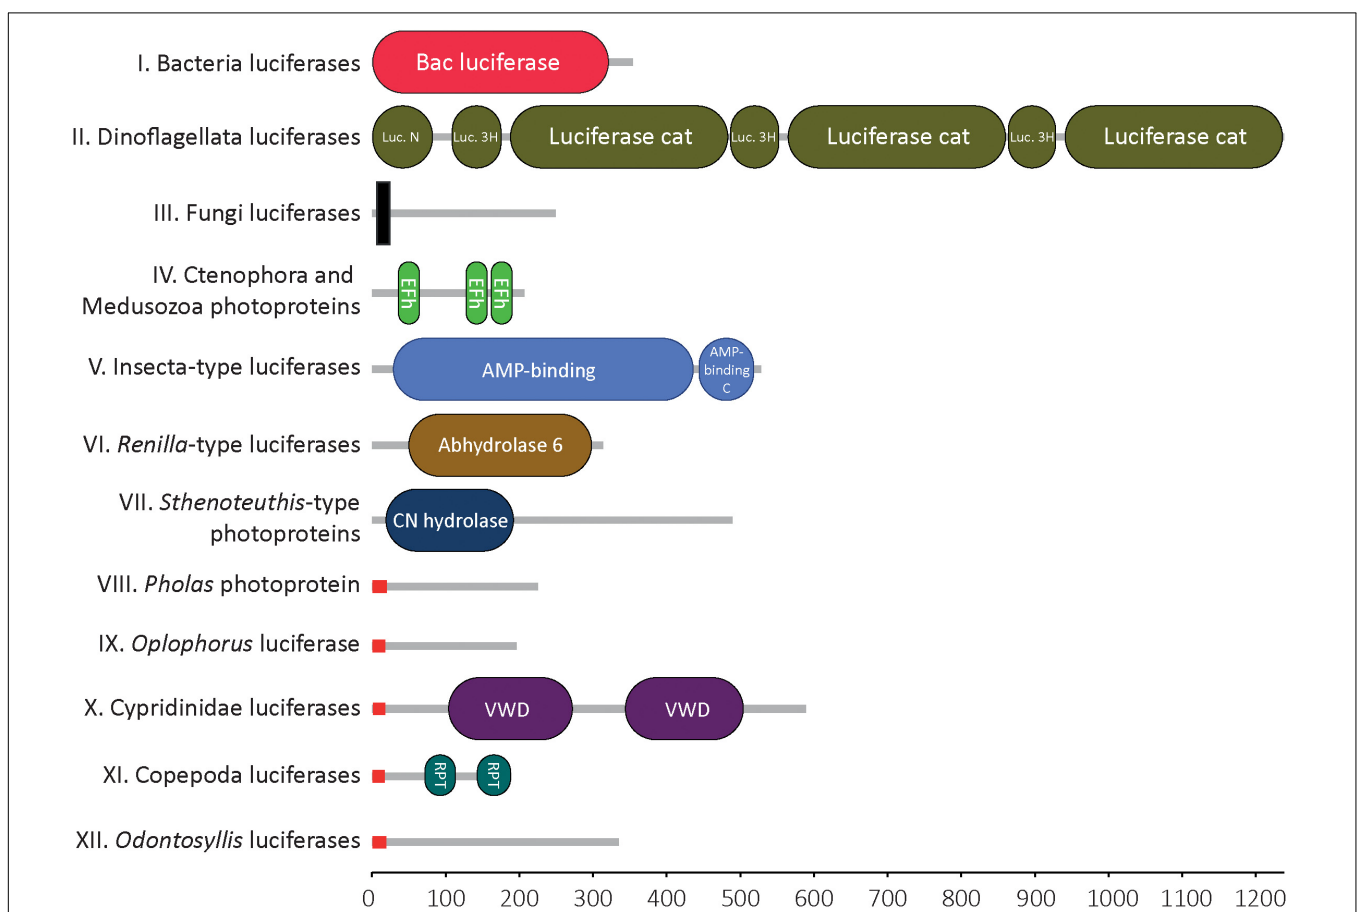 I. Bacteria luciferases
Bac luciferase
II. Dinoflagellata luciferases
Luc. N
Luc. 3H
Luciferase cat
Luc. 3H
Luciferase cat
Luc. 3H
Luciferase cat
III. Fungi luciferases
IV. Ctenophora and
Medusozoa photoproteins
EFh
EFh
EFh
V. Insecta-type luciferases
AMP-binding
AMP-
binding
C
VI. Renilla-type luciferases
Abhydrolase 6
VII. Sthenoteuthis-type
photoproteins
CN hydrolase
VIII. Pholas photoprotein
IX. Oplophorus luciferase
X. Cypridinidae luciferases
VWD
VWD
XI. Copepoda luciferases
RPT
RPT
XII. Odontosyllis luciferases
0 100 200 300 400 500 600 700 800 900 1000 1100 1200